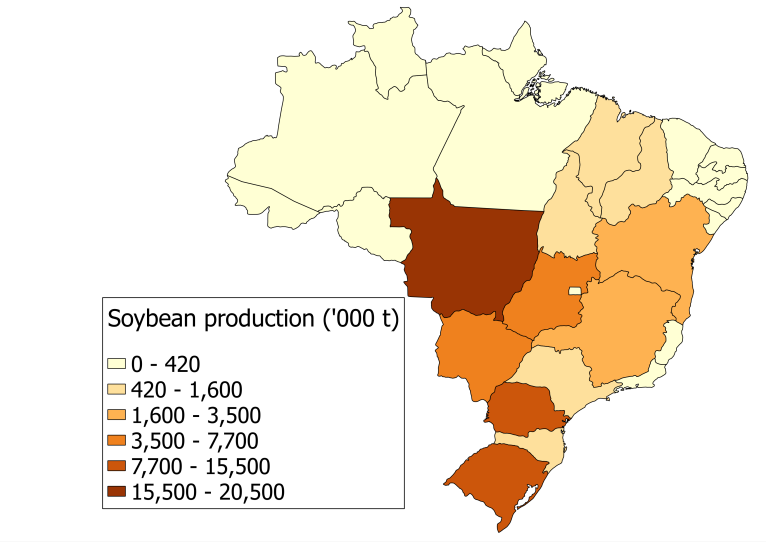 Soybean production ('000 t)
0 - 420
420 - 1,600
1,600 - 3,500
3,500 - 7,700
7,700 - 15,500
15,500 - 20,500